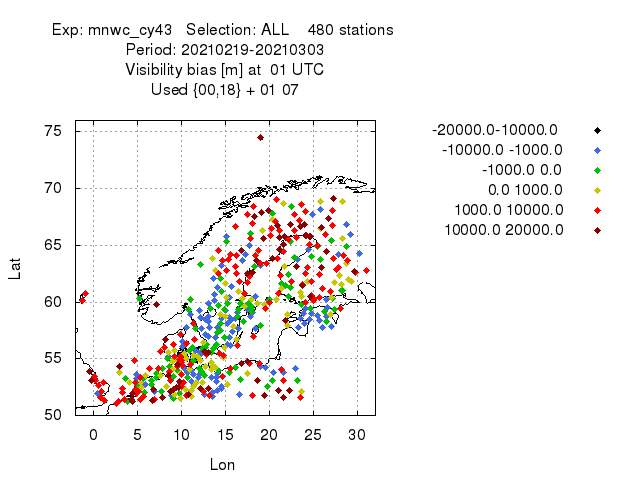 Exp: mnwc_cy43 Selection: ALL 480 stations
Period: 20210219-20210303
Visibility bias [m] at 01 UTC
Used {00,18} + 01 07
-20000.0-10000.0
-10000.0 -1000.0
-1000.0 0.0
0.0 1000.0
1000.0 10000.0
10000.0 20000.0
75
70
65
60
55
50
Lat
0 5 10 15 20 25 30
Lon